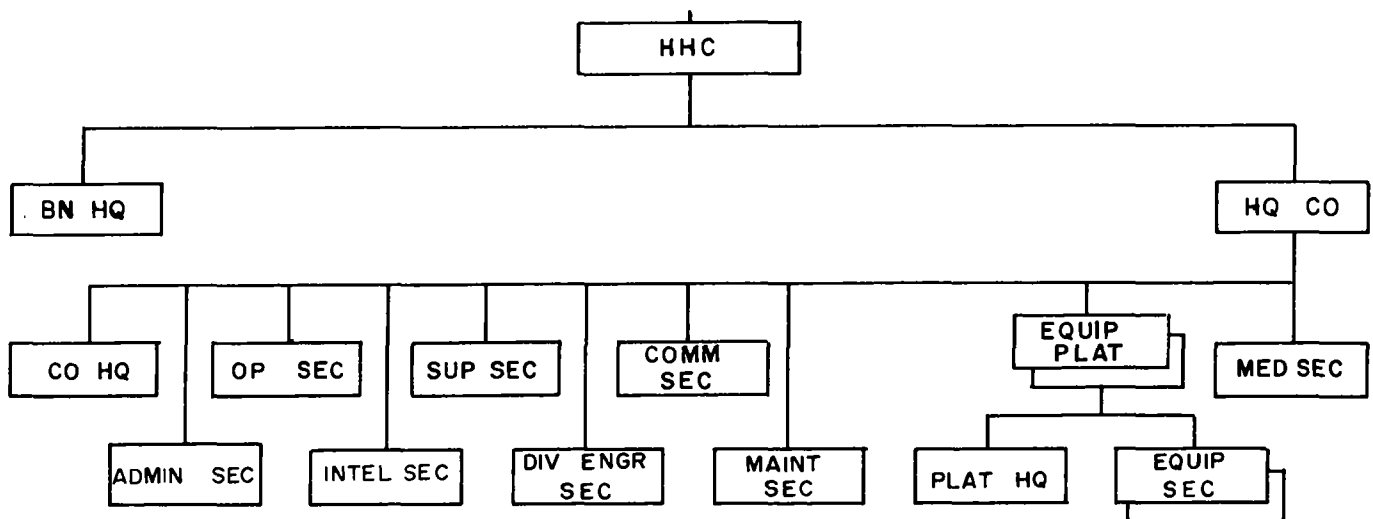 HHC
BN HQ
HQ CO
CO HQ
OP SEC
SUP SEC
COMM
SEC
EQUIP
PLAT
MED SEC
ADMIN SEC
INTEL SEC
DIV ENGR
SEC
MAINT
SEC
PLAT HQ
EQUIP
SEC